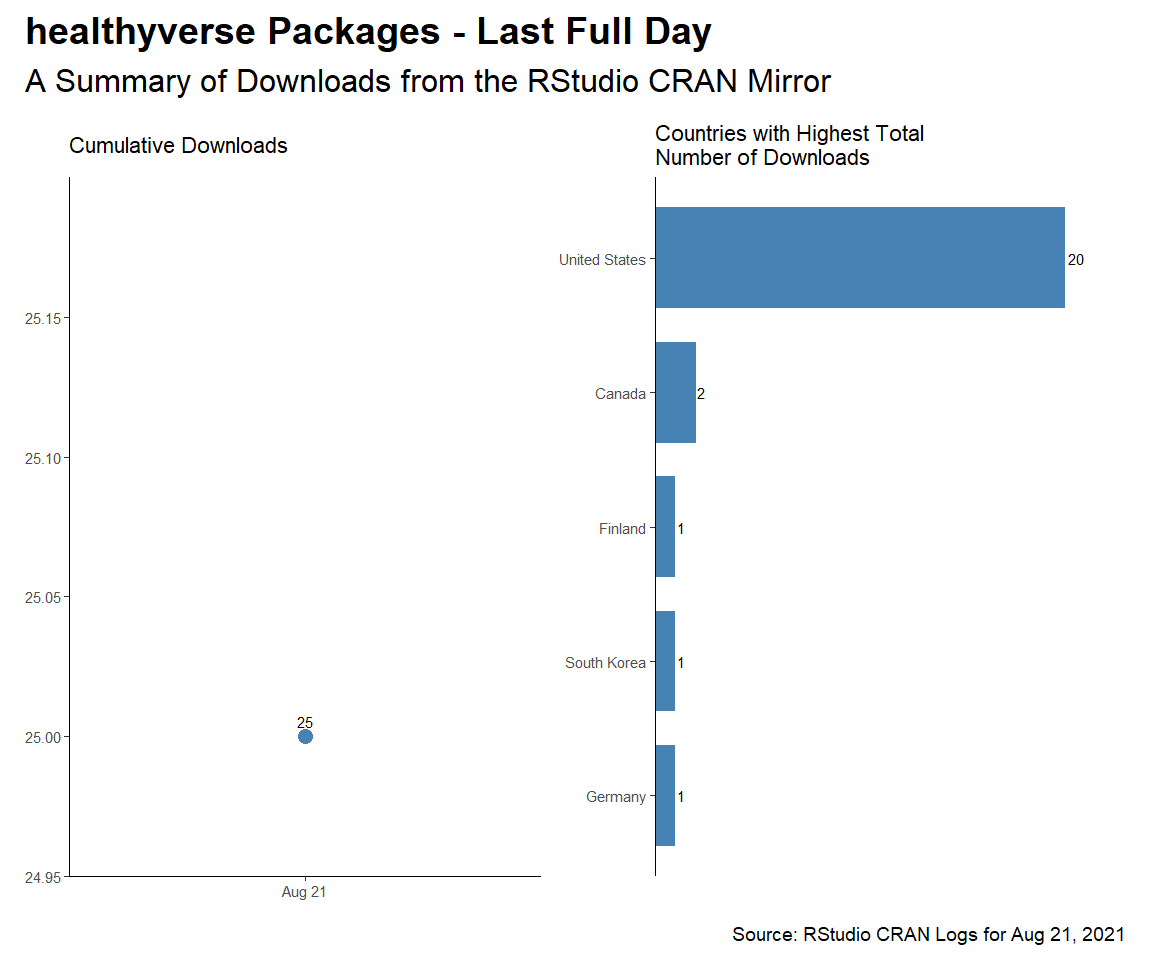 healthyverse Packages - Last Full Day
A Summary of Downloads from the RStudio CRAN Mirror
Cumulative Downloads
25.15
25.10
25.05
25.00
24.95
25
Aug 21
Countries with Highest Total
Number of Downloads
United States 20
Canada 2
Finland 1
South Korea 1
Germany 1
Source: RStudio CRAN Logs for Aug 21, 2021